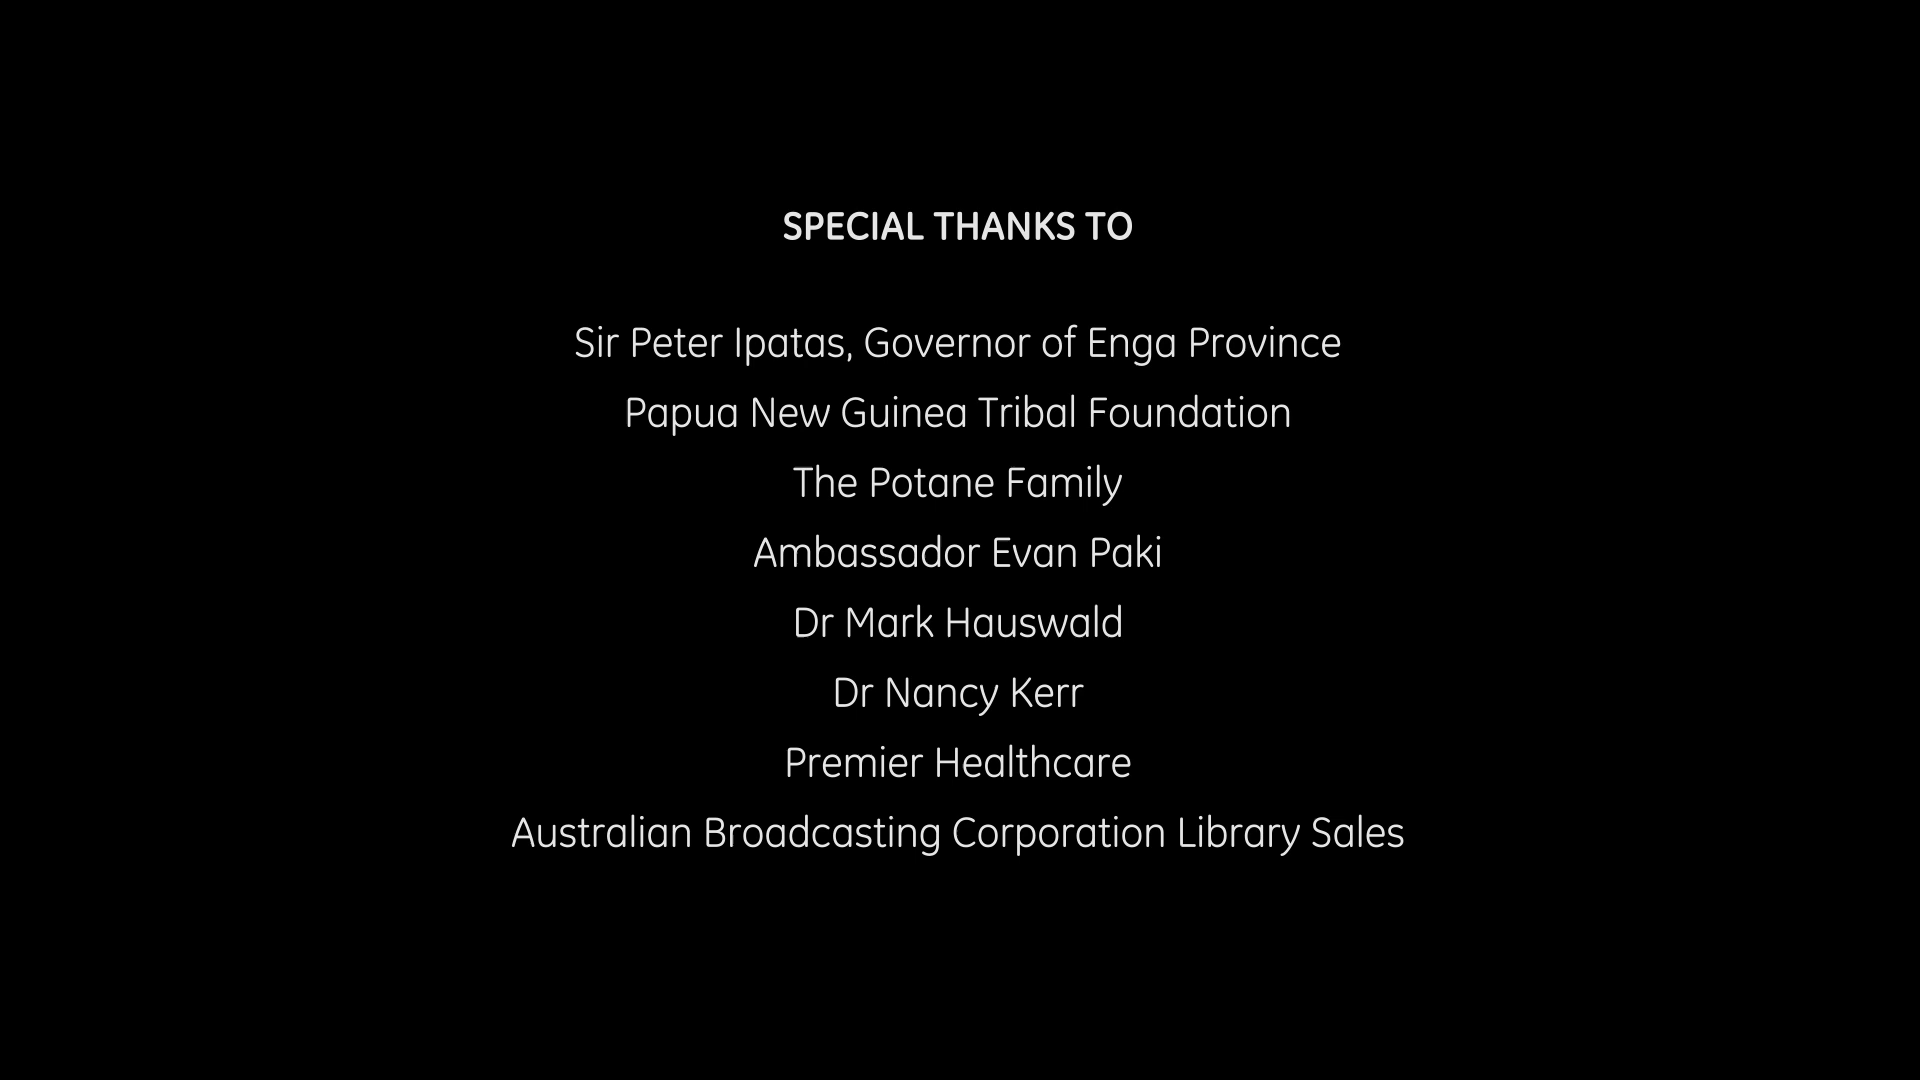 SPECIAL THANKS TO
Sir Peter Ipatas, Governor of Enga Province
Papua New Guinea Tribal Foundation
The Potane Family
Ambassador Evan Paki
Dr Mark Hauswald
Dr Nancy Kerr
Premier Healthcare
Australian Broadcasting Corporation Library Sales